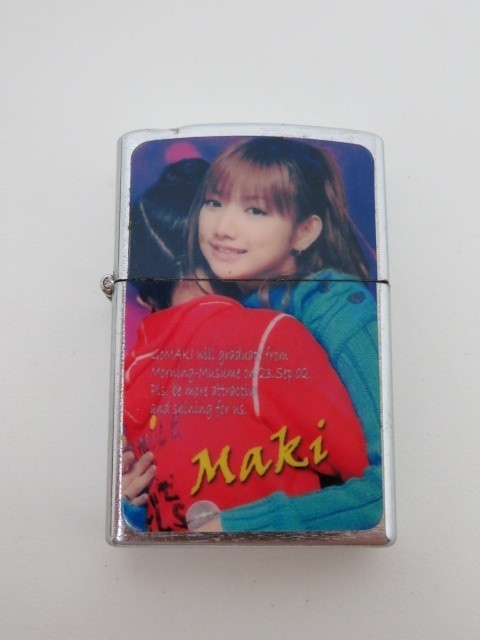 GoMAKI will graduate from
Morning-Musume on 23.Sep.02.
Pls. be more attractive
and shining for us.
Maki